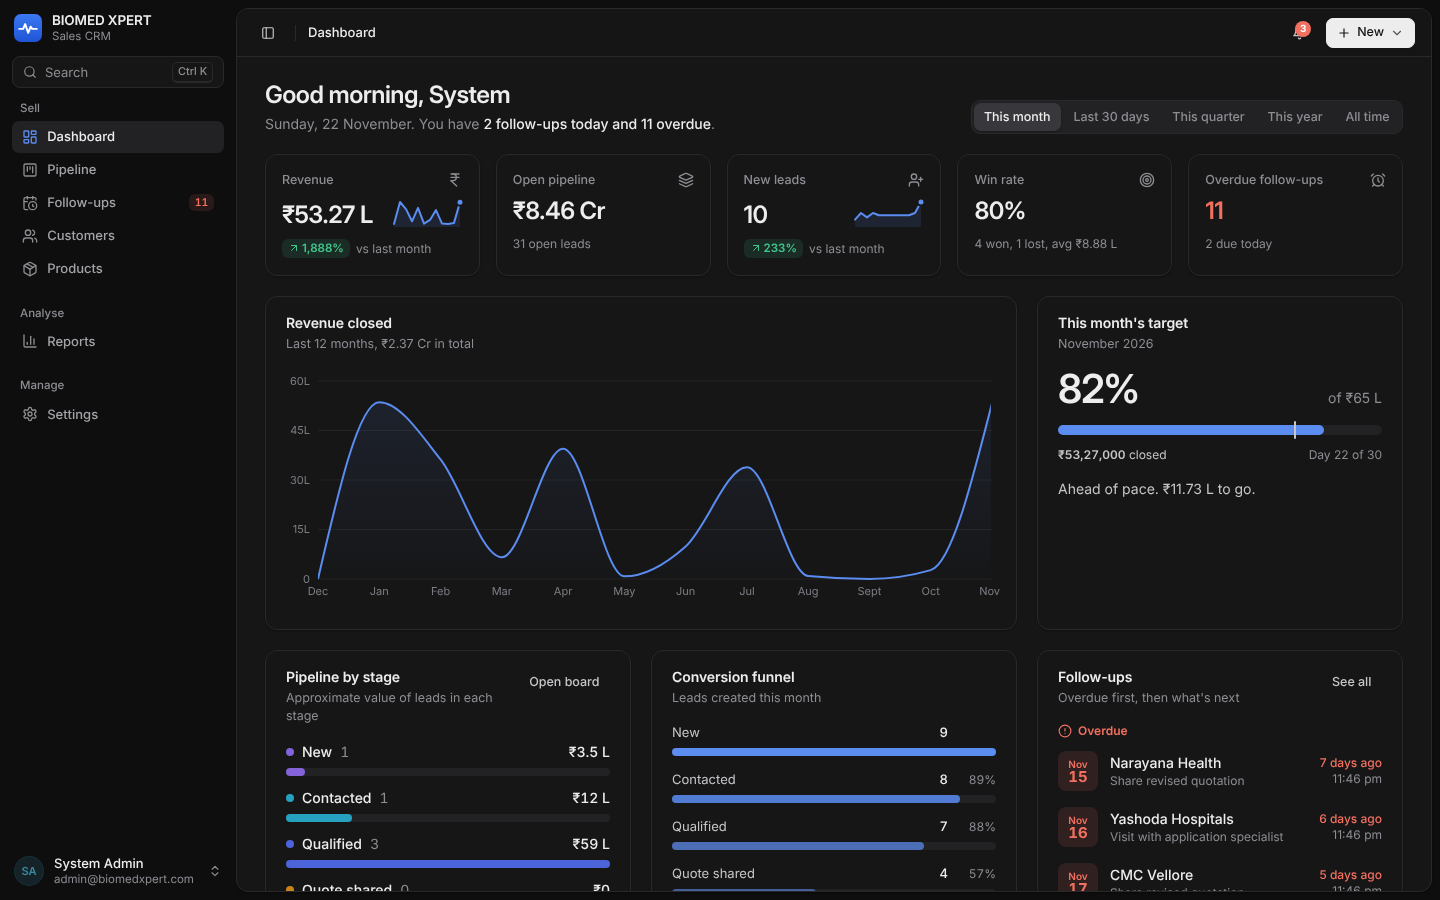 BIOMED XPERT
Sales CRM
Search
Ctrl K
Sell
Dashboard
Pipeline
Follow-ups
11
Customers
Products
Analyse
Reports
Manage
Settings
SA
System Admin
admin@biomedxpert.com
Dashboard
3
New
Good morning, System
Sunday, 22 November. You have 2 follow-ups today and 11 overdue.
This month
Last 30 days
This quarter
This year
All time
Revenue
₹53.27 L
1,888% vs last month
Open pipeline
₹8.46 Cr
31 open leads
New leads
10
233% vs last month
Win rate
80%
4 won, 1 lost, avg ₹8.88 L
Overdue follow-ups
11
2 due today
Revenue closed
Last 12 months, ₹2.37 Cr in total
60L
45L
30L
15L
0
Dec Jan Feb Mar Apr May Jun Jul Aug Sept Oct Nov
This month's target
November 2026
82%
of ₹65 L
₹53,27,000 closed
Day 22 of 30
Ahead of pace. ₹11.73 L to go.
Pipeline by stage
Open board
Approximate value of leads in each
stage
New 1 ₹3.5 L
Contacted 1 ₹12 L
Qualified 3 ₹59 L
Quote shared 0 ₹0
Conversion funnel
Leads created this month
New 9
Contacted 8 89%
Qualified 7 88%
Quote shared 4 57%
Follow-ups
See all
Overdue first, then what's next
Overdue
Nov
15
Narayana Health
Share revised quotation
7 days ago
11:46 pm
Nov
16
Yashoda Hospitals
Visit with application specialist
6 days ago
11:46 pm
Nov
17
CMC Vellore
Share revised quotation
5 days ago
11:46 pm